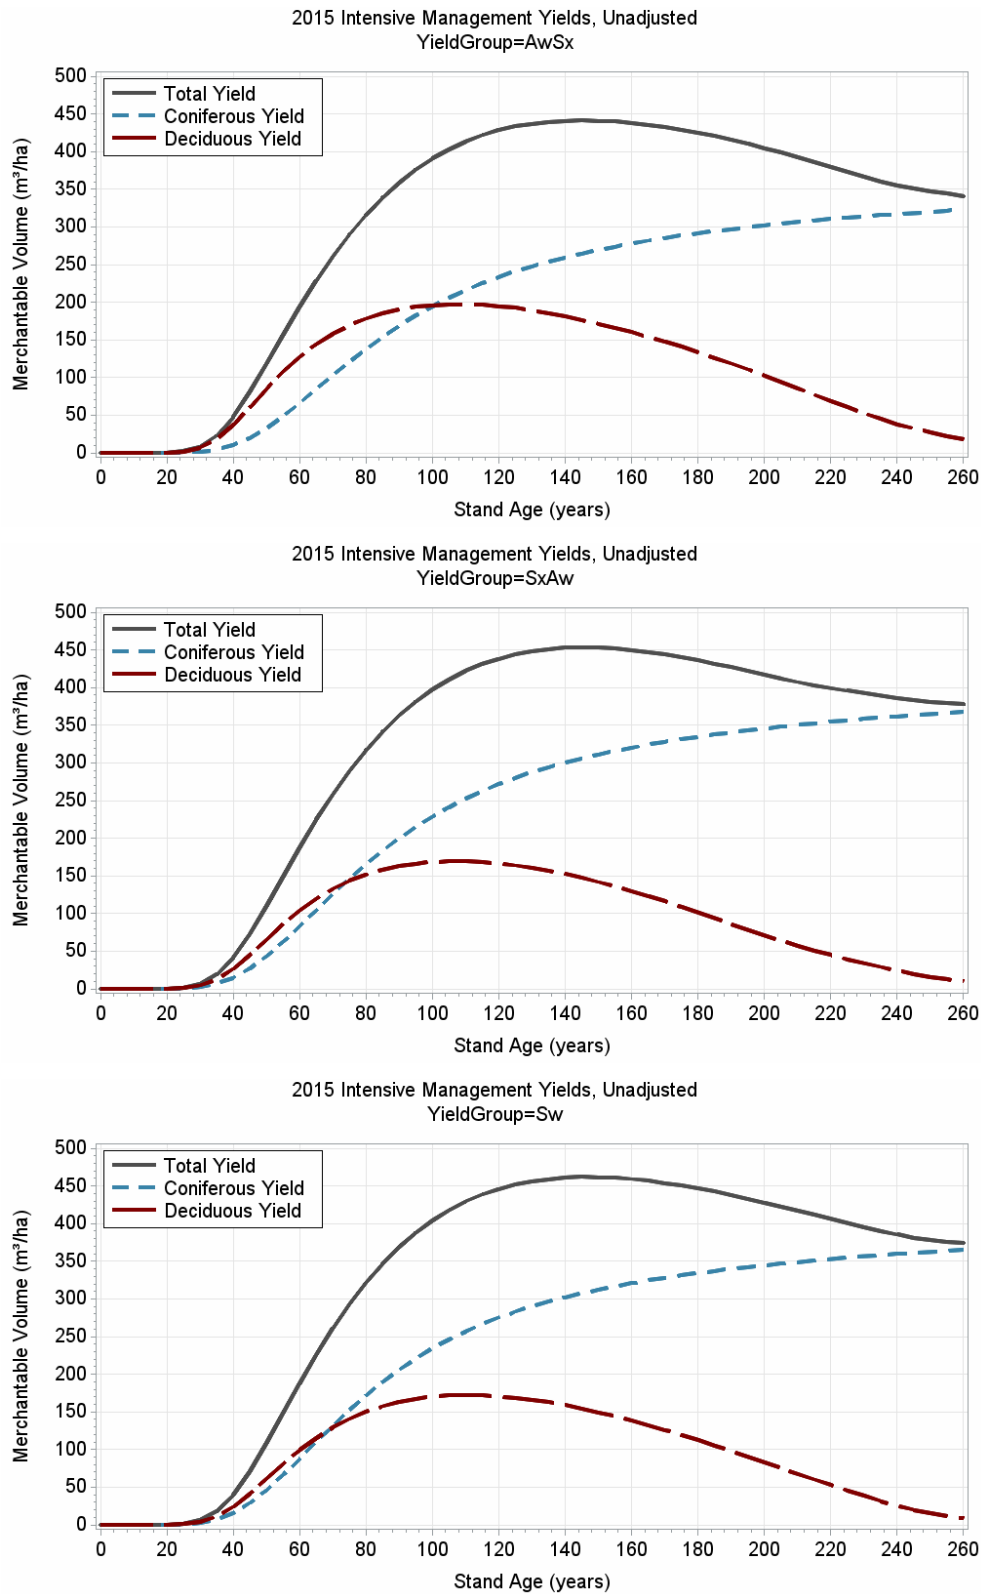 2015 Intensive Management Yields, Unadjusted
YieldGroup=AwSx
Merchantable Volume (m³/ha)
500
450
400
350
300
250
200
150
100
50
0
Total Yield
Coniferous Yield
Deciduous Yield
0 20 40 60 80 100 120 140 160 180 200 220 240 260
Stand Age (years)
2015 Intensive Management Yields, Unadjusted
YieldGroup=SxAw
Merchantable Volume (m³/ha)
500
450
400
350
300
250
200
150
100
50
0
Total Yield
Coniferous Yield
Deciduous Yield
0 20 40 60 80 100 120 140 160 180 200 220 240 260
Stand Age (years)
2015 Intensive Management Yields, Unadjusted
YieldGroup=Sw
Merchantable Volume (m³/ha)
500
450
400
350
300
250
200
150
100
50
0
Total Yield
Coniferous Yield
Deciduous Yield
0 20 40 60 80 100 120 140 160 180 200 220 240 260
Stand Age (years)